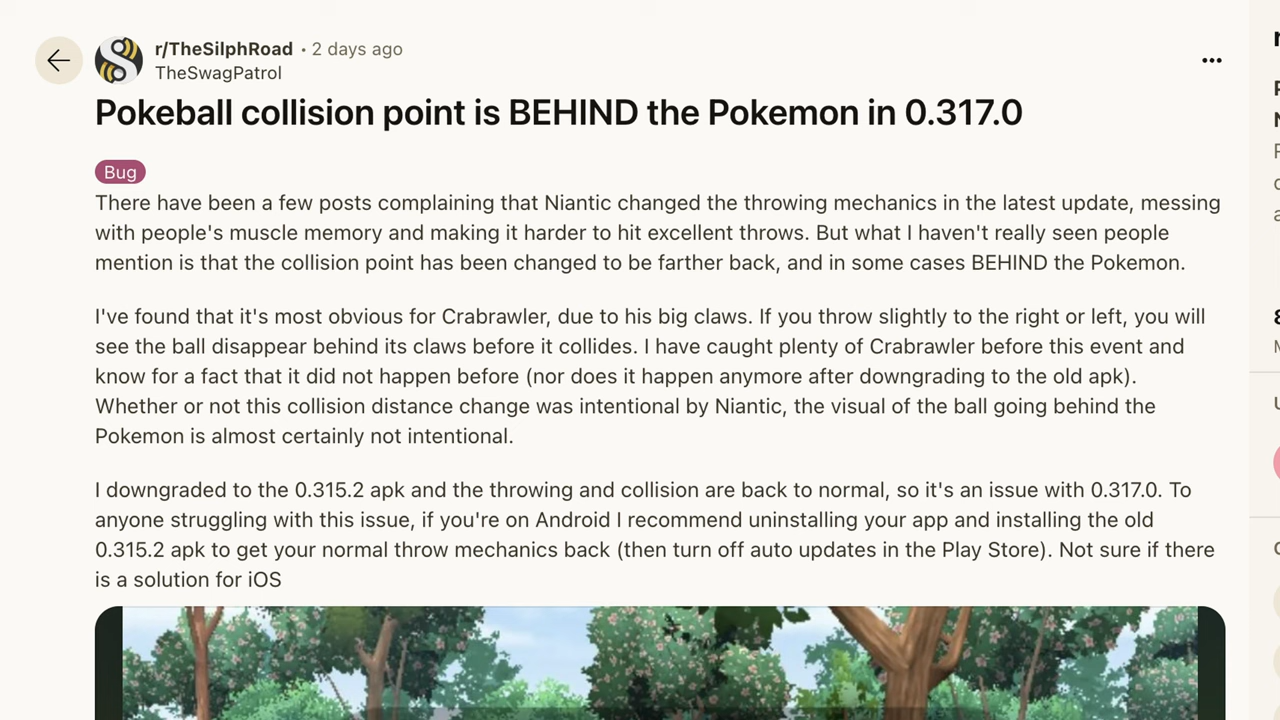 r/TheSilphRoad • 2 days ago
TheSwagPatrol
Pokeball collision point is BEHIND the Pokemon in 0.317.0
Bug
There have been a few posts complaining that Niantic changed the throwing mechanics in the latest update, messing
with people's muscle memory and making it harder to hit excellent throws. But what I haven't really seen people
mention is that the collision point has been changed to be farther back, and in some cases BEHIND the Pokemon.
I've found that it's most obvious for Crabrawler, due to his big claws. If you throw slightly to the right or left, you will
see the ball disappear behind its claws before it collides. I have caught plenty of Crabrawler before this event and
know for a fact that it did not happen before (nor does it happen anymore after downgrading to the old apk).
Whether or not this collision distance change was intentional by Niantic, the visual of the ball going behind the
Pokemon is almost certainly not intentional.
I downgraded to the 0.315.2 apk and the throwing and collision are back to normal, so it's an issue with 0.317.0. To
anyone struggling with this issue, if you're on Android I recommend uninstalling your app and installing the old
0.315.2 apk to get your normal throw mechanics back (then turn off auto updates in the Play Store). Not sure if there
is a solution for iOS